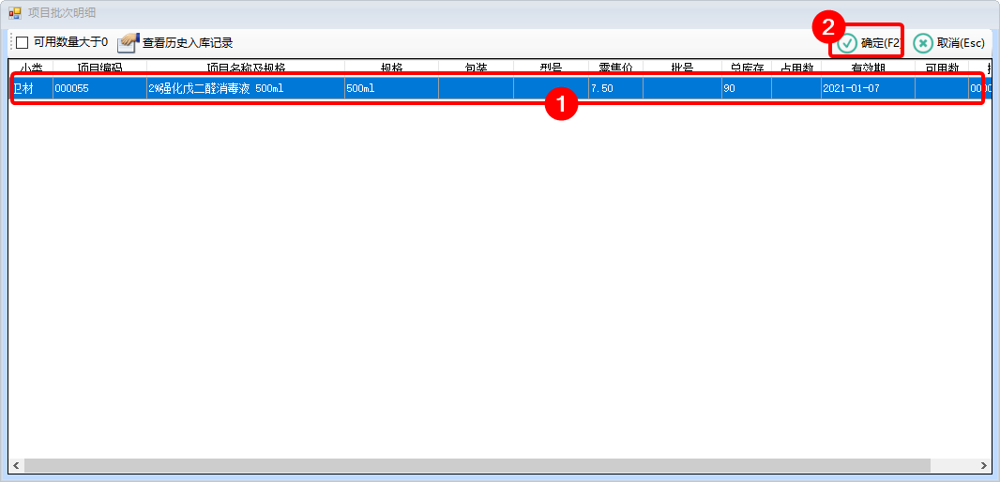 项目批次明细
可用数量大于0 查看历史入库记录 2 确定(F2) 取消(Esc)
小类 项目编码 项目名称及规格 规格 包装 型号 零售价 批号 总库存 占用数 有效期 可用数
卫材 000055 2%强化戊二醛消毒液 500ml 500ml 7.50 90 2021-01-07
1